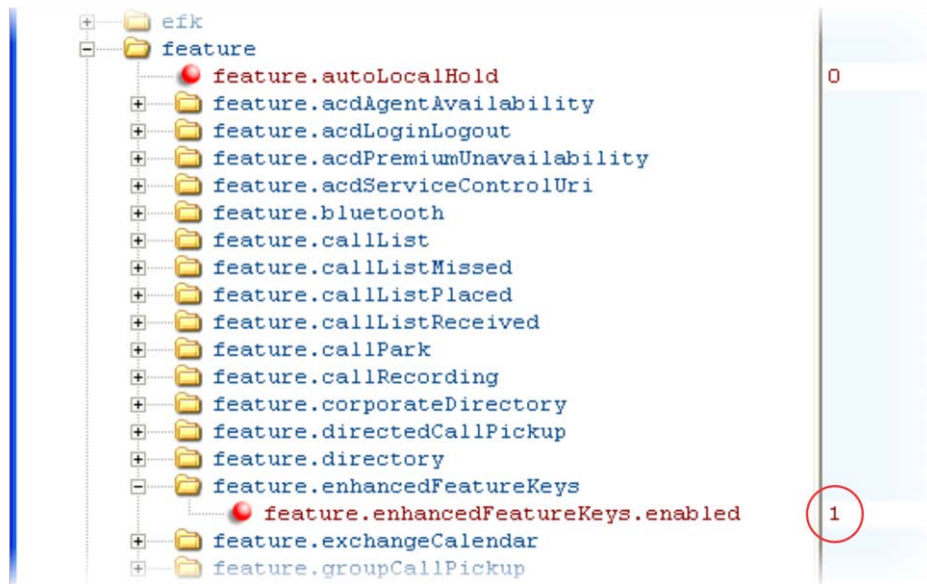 efk
feature
feature.autoLocalHold 0
feature.acdAgentAvailability
feature.acdLoginLogout
feature.acdPremiumUnavailability
feature.acdServiceControlUri
feature.bluetooth
feature.callList
feature.callListMissed
feature.callListPlaced
feature.callListReceived
feature.callPark
feature.callRecording
feature.corporateDirectory
feature.directedCallPickup
feature.directory
feature.enhancedFeatureKeys
feature.enhancedFeatureKeys.enabled 1
feature.exchangeCalendar
feature.groupCallPickup